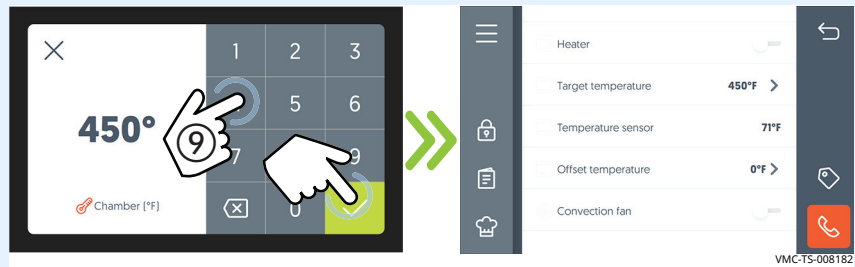 1 2 3
5 6
450°
9
7 9
Chamber (°F)
0
Heater
Target temperature 450°F
Temperature sensor 71°F
Offset temperature 0°F
Convection fan
VMC-TS-008182